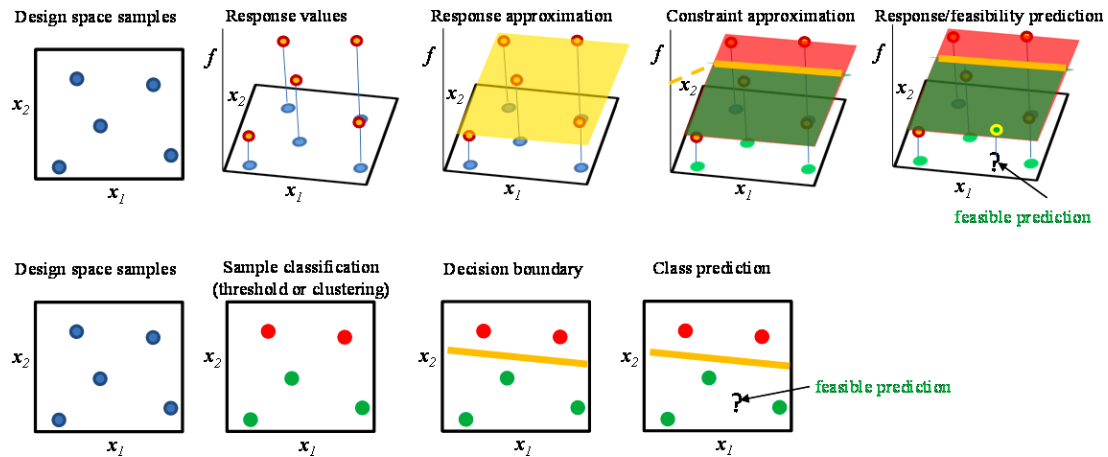 Design space samples
Response values
Response approximation
Constraint approximation
Response/feasibility prediction
x2
x1
f
x2
x1
f
x2
x1
f
x2
x1
f
x2
?
x1
feasible prediction
Design space samples
Sample classification
(threshold or clustering)
Decision boundary
Class prediction
x2
x1
x2
x1
x2
x1
x2
?
feasible prediction
x1